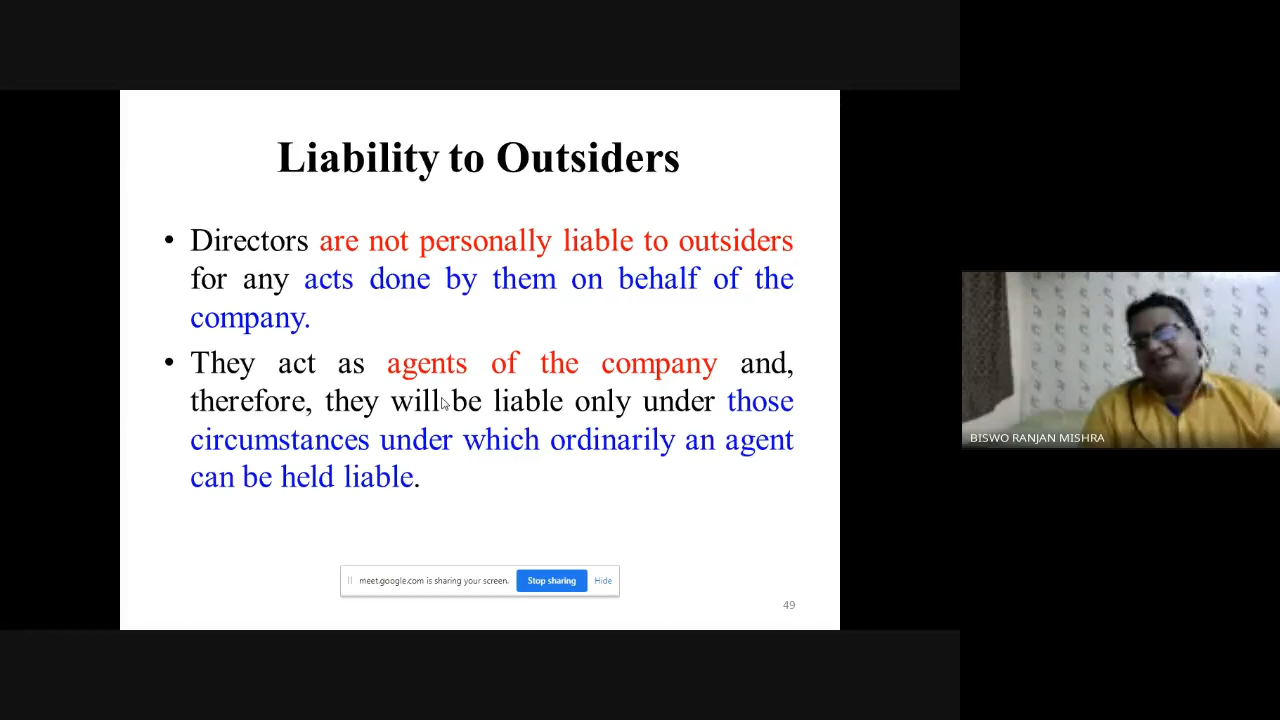 Liability to Outsiders
• Directors are not personally liable to outsiders
for any acts done by them on behalf of the
company.
• They act as agents of the company and,
therefore, they will be liable only under those
circumstances under which ordinarily an agent
can be held liable.
meet.google.com is sharing your screen.
Stop sharing
Hide
49
BISWO RANJAN MISHRA